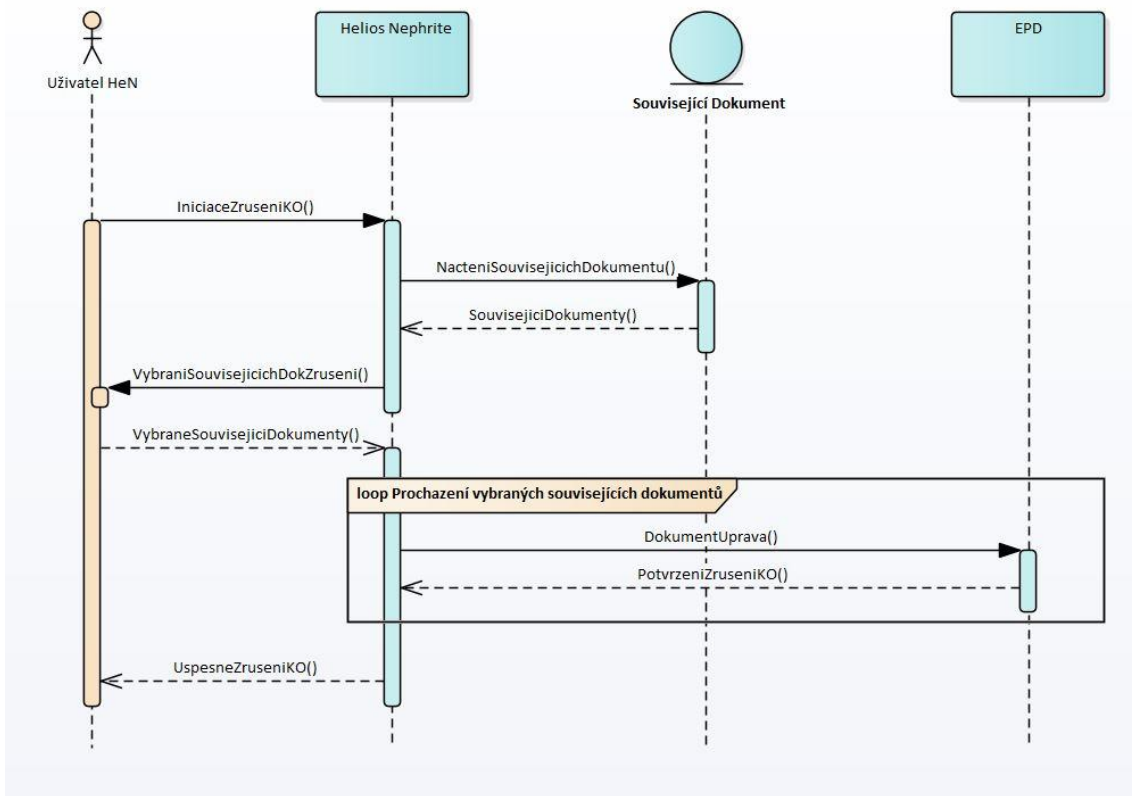 Uživatel HeN
Helios Nephrite
Související Dokument
EPD
IniciaceZruseniKO()
NacteniSouvisejicichDokumentu()
SouvisejiciDokumenty()
VybraniSouvisejicichDokZruseni()
VybraneSouvisejiciDokumenty()
loop Prochazení vybraných souvisejících dokumentů
DokumentUprava()
PotvrzeniZruseniKO()
UspesneZruseniKO()